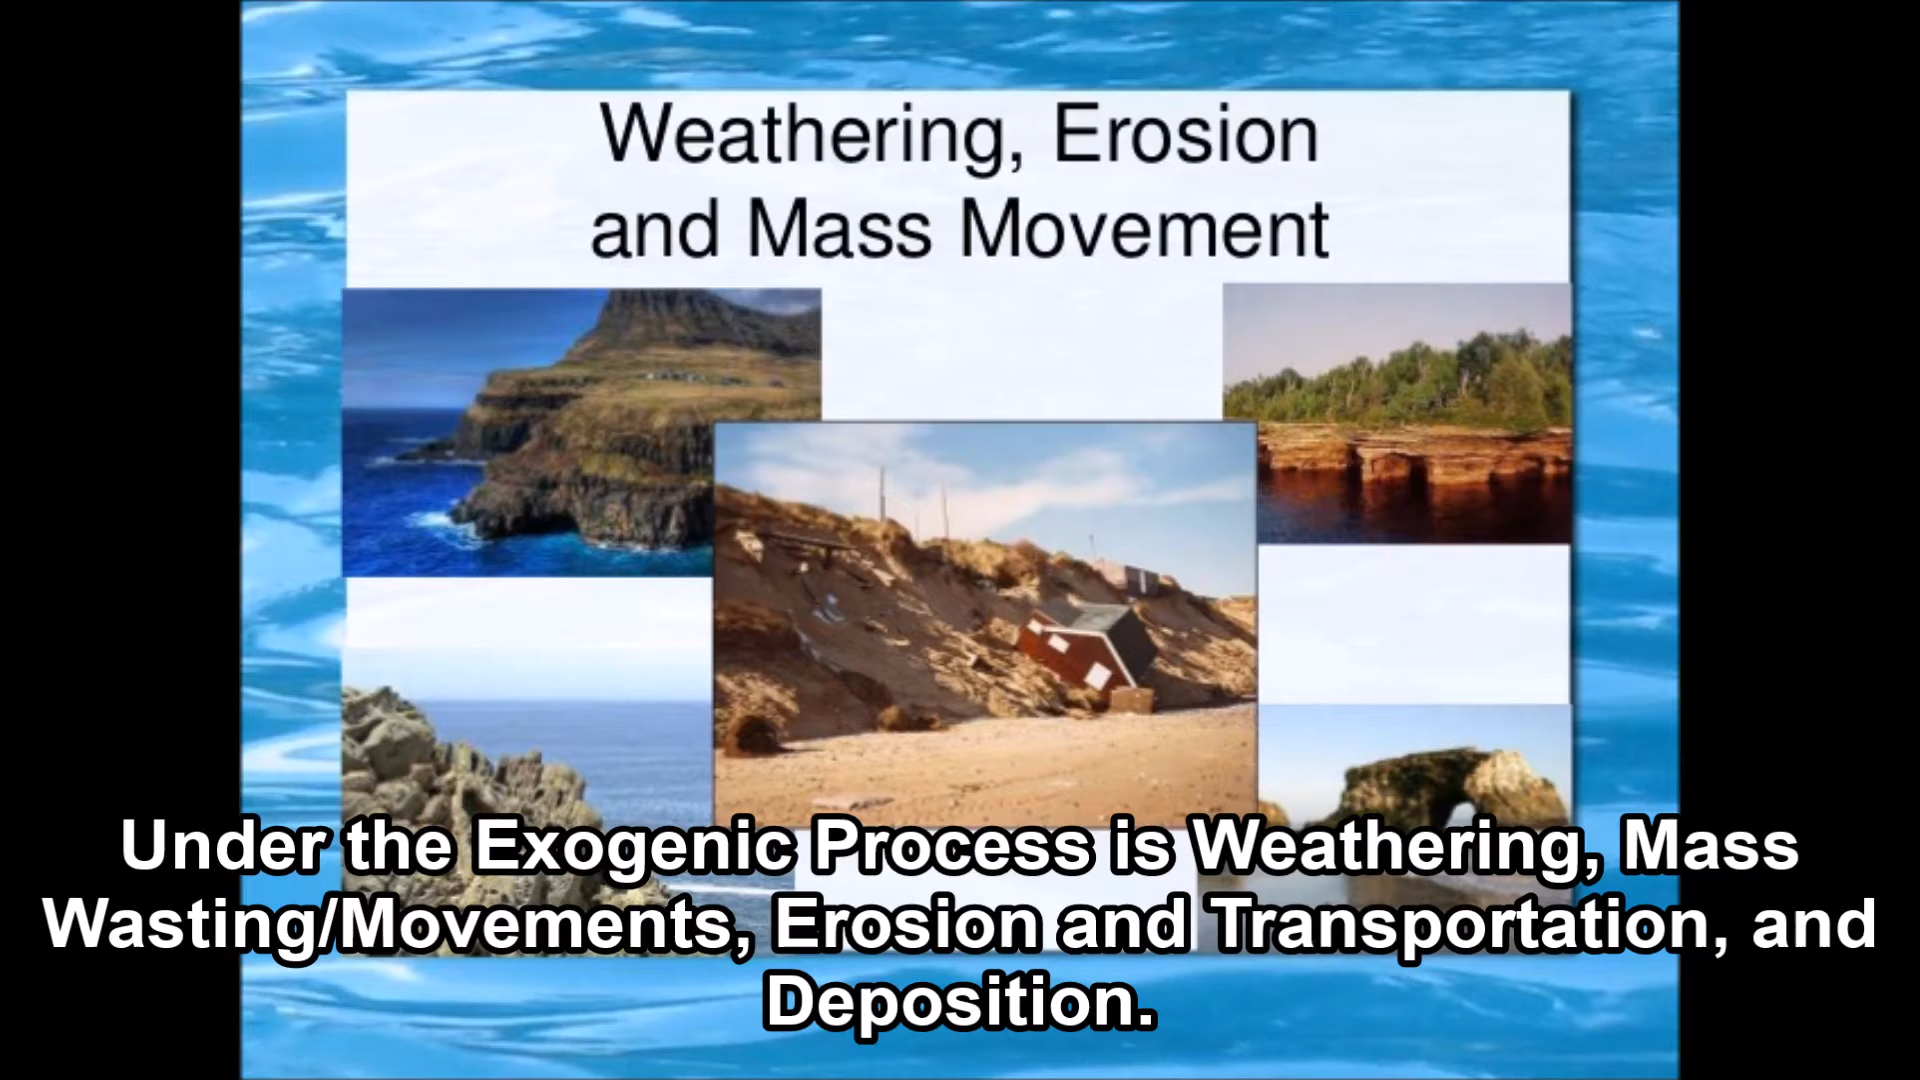 Weathering, Erosion
and Mass Movement
Under the Exogenic Process is Weathering, Mass
Wasting/Movements, Erosion and Transportation, and
Deposition.